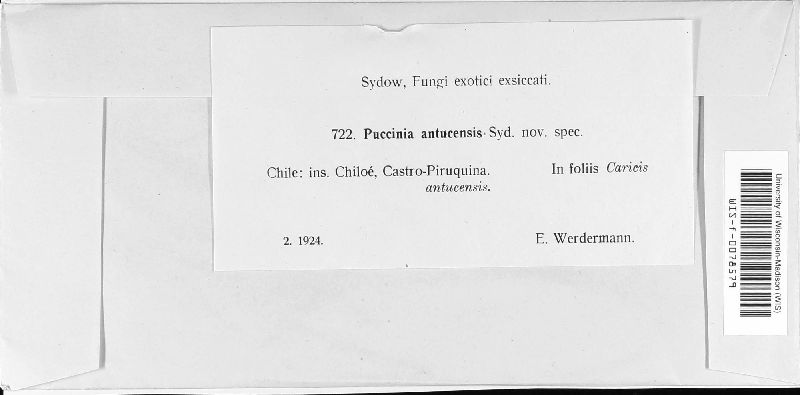 Sydow, Fungi exotici exsiccati.
722. Puccinia antucensis Syd. nov. spec.
Chile: ins. Chiloé, Castro-Piruquina. In foliis Caricis
antucensis.
2. 1924. E. Werdermann.
University of Wisconsin-Madison (WIS)
WIS-f-0078579